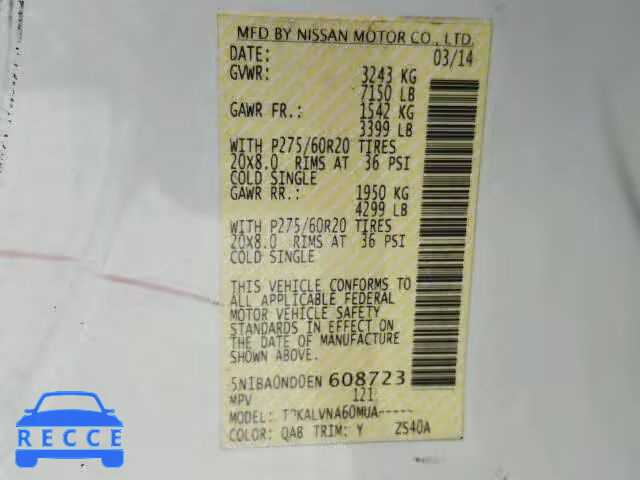 MFD BY NISSAN MOTOR CO., LTD.
DATE: 03/14
GVWR: 3243 KG
7150 LB
GAWR FR.: 1542 KG
3399 LB
WITH P275/60R20 TIRES
20X8.0 RIMS AT 36 PSI
COLD SINGLE
GAWR RR.: 1950 KG
4299 LB
WITH P275/60R20 TIRES
20X8.0 RIMS AT 36 PSI
COLD SINGLE
THIS VEHICLE CONFORMS TO
ALL APPLICABLE FEDERAL
MOTOR VEHICLE SAFETY
STANDARDS IN EFFECT ON
THE DATE OF MANUFACTURE
SHOWN ABOVE.
5N1BA0ND0EN 608723
MPV 121
MODEL:
COLOR: QAB TRIM: Y ZS40A
DATE RECCE